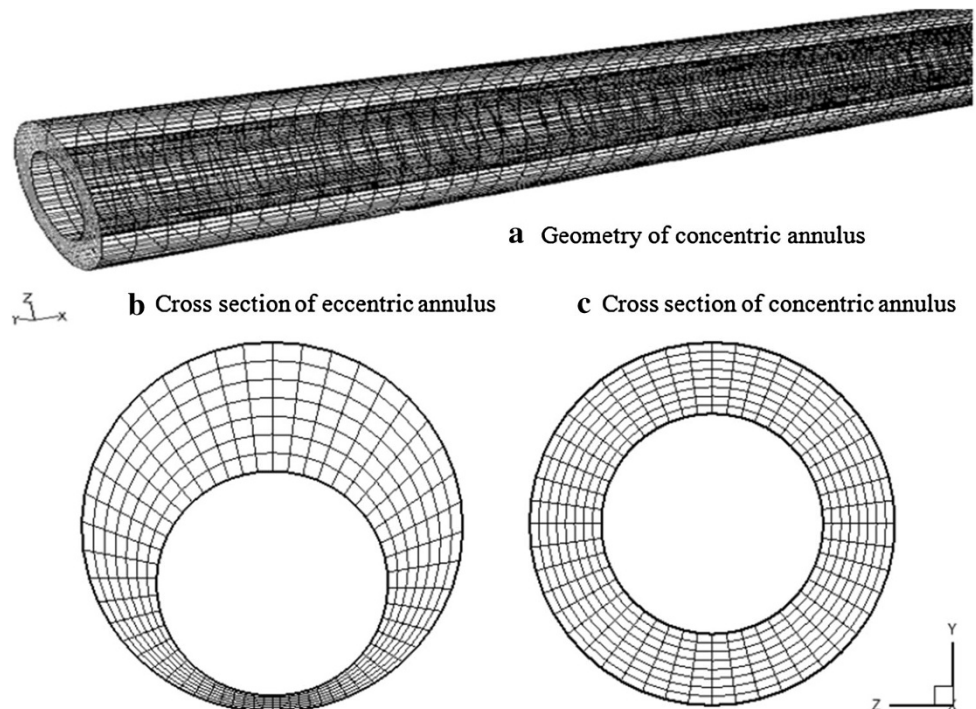 a Geometry of concentric annulus
Z
Y X
b Cross section of eccentric annulus
c Cross section of concentric annulus
Y
Z X